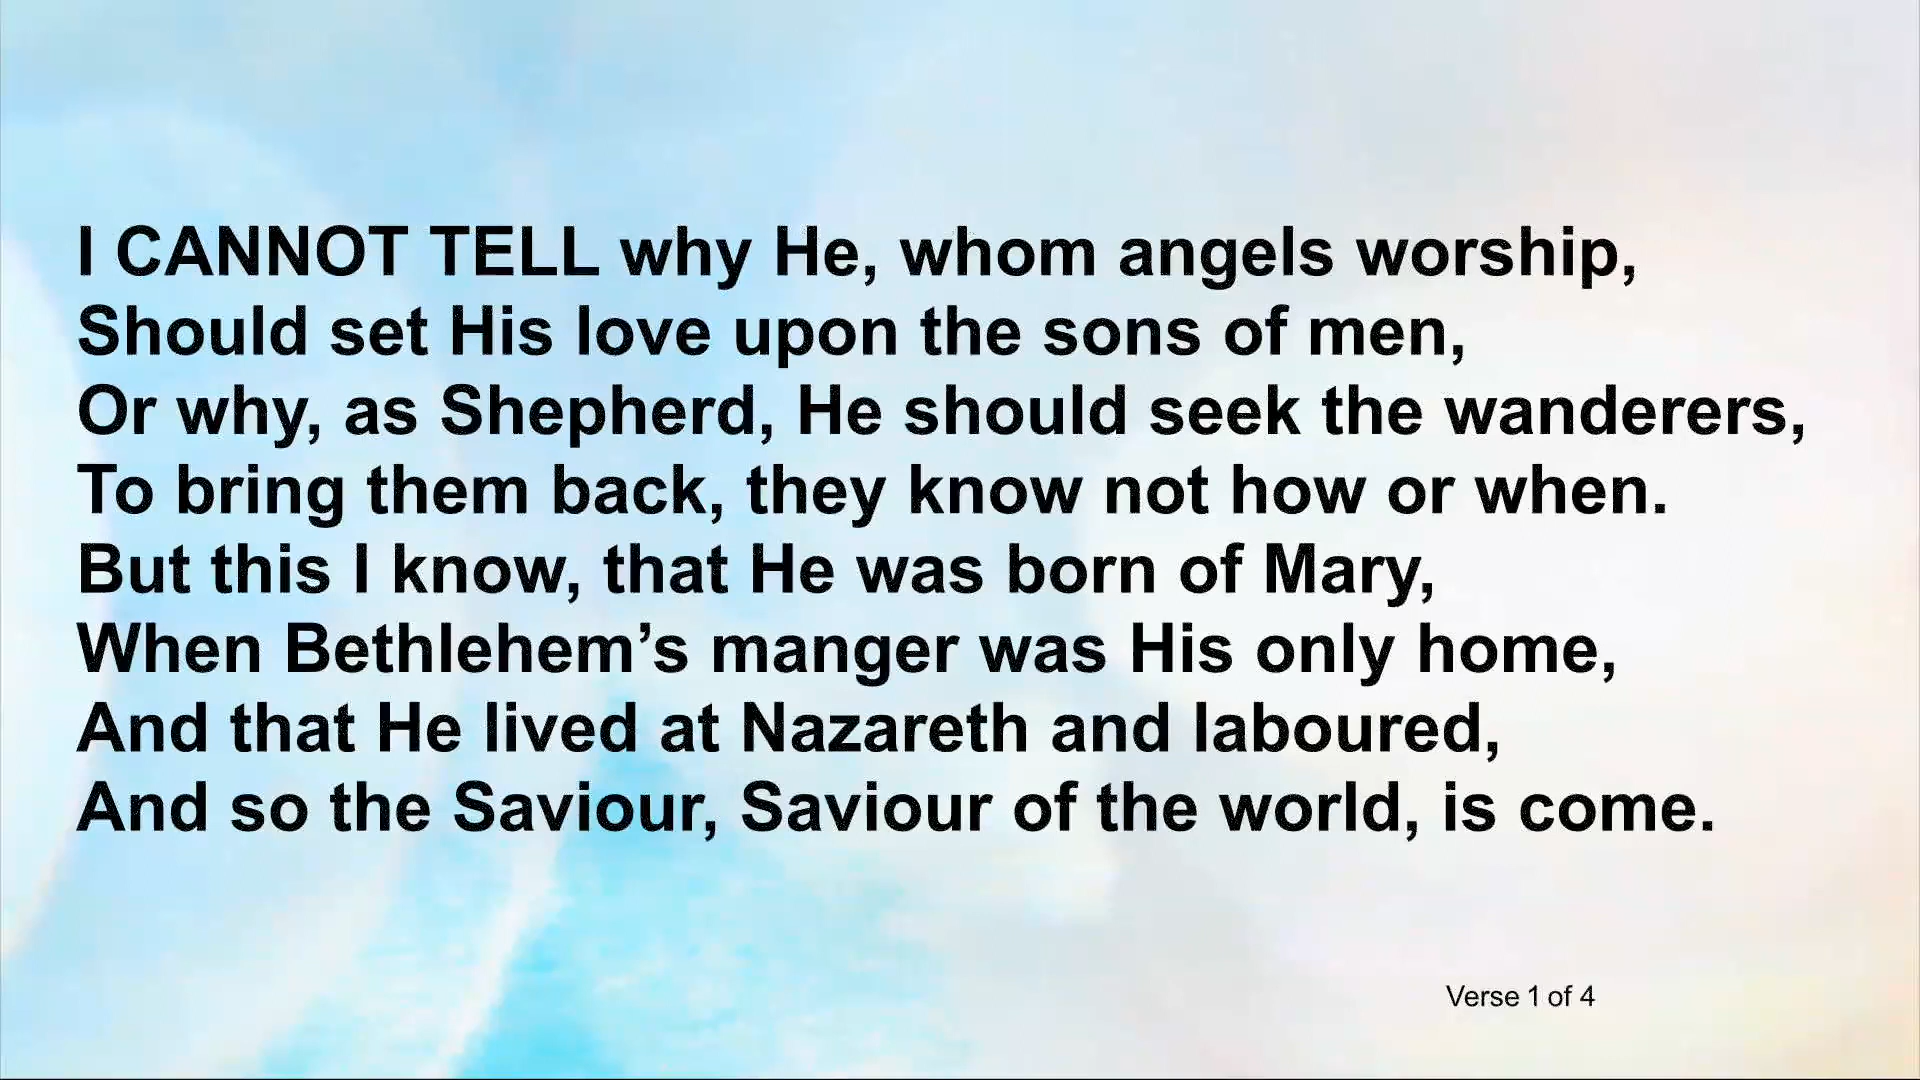 I CANNOT TELL why He, whom angels worship,
Should set His love upon the sons of men,
Or why, as Shepherd, He should seek the wanderers,
To bring them back, they know not how or when.
But this I know, that He was born of Mary,
When Bethlehem’s manger was His only home,
And that He lived at Nazareth and laboured,
And so the Saviour, Saviour of the world, is come.
Verse 1 of 4